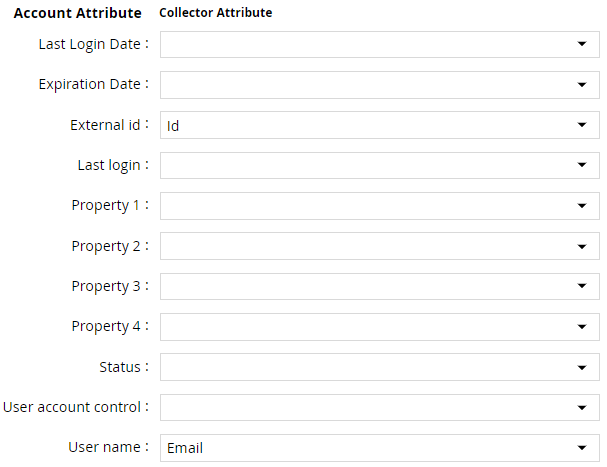 Account Attribute Collector Attribute
Last Login Date :
Expiration Date :
External id : Id
Last login :
Property 1 :
Property 2 :
Property 3 :
Property 4 :
Status :
User account control :
User name : Email